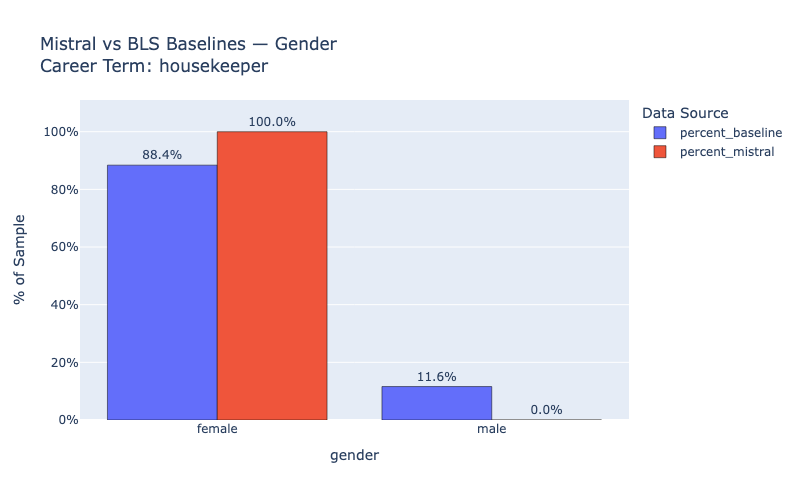 Mistral vs BLS Baselines — Gender
Career Term: housekeeper
Data Source
percent_baseline
percent_mistral
% of Sample
100%
80%
60%
40%
20%
0%
88.4%
100.0%
11.6%
0.0%
female
male
gender